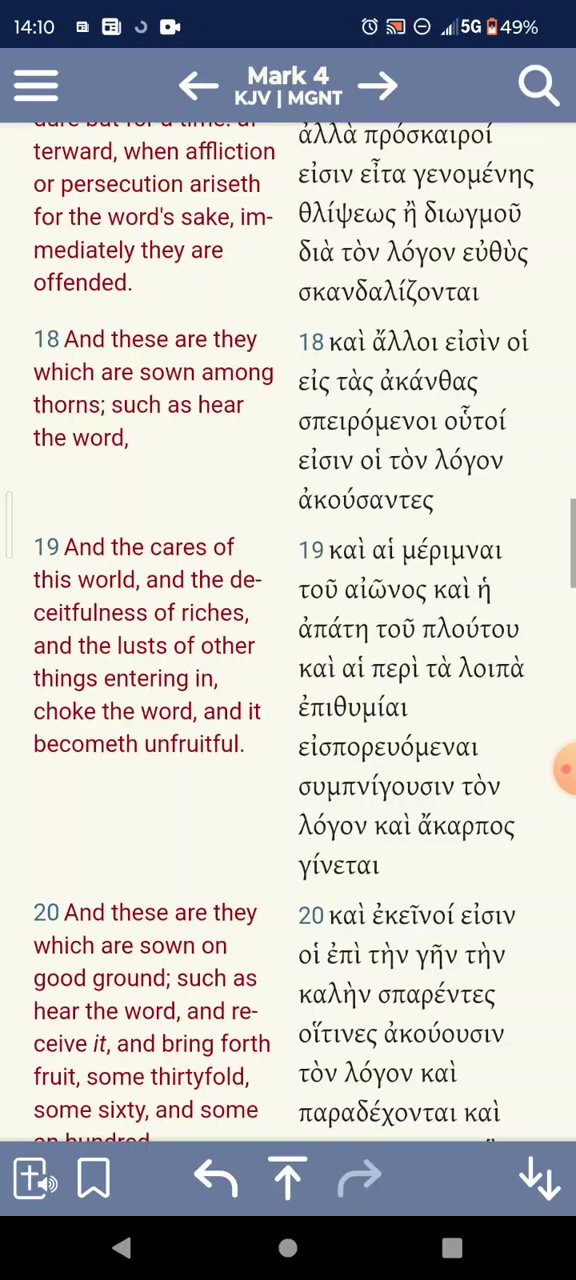 14:10
5G 49%
Mark 4
KJV | MGNT
dure but for a time: af-
terward, when affliction
or persecution ariseth
for the word's sake, im-
mediately they are
offended.
18 And these are they
which are sown among
thorns; such as hear
the word,
19 And the cares of
this world, and the de-
ceitfulness of riches,
and the lusts of other
things entering in,
choke the word, and it
becometh unfruitful.
20 And these are they
which are sown on
good ground; such as
hear the word, and re-
ceive it, and bring forth
fruit, some thirtyfold,
some sixty, and some
an hundred.
ἀλλὰ πρόσκαιροί
εἰσιν εἶτα γενομένης
θλίψεως ἢ διωγμοῦ
διὰ τὸν λόγον εὐθὺς
σκανδαλίζονται
18 καὶ ἄλλοι εἰσὶν οἱ
εἰς τὰς ἀκάνθας
σπειρόμενοι οὗτοί
εἰσιν οἱ τὸν λόγον
ἀκούσαντες
19 καὶ αἱ μέριμναι
τοῦ αἰῶνος καὶ ἡ
ἀπάτη τοῦ πλούτου
καὶ αἱ περὶ τὰ λοιπὰ
ἐπιθυμίαι
εἰσπορευόμεναι
συμπνίγουσιν τὸν
λόγον καὶ ἄκαρπος
γίνεται
20 καὶ ἐκεῖνοί εἰσιν
οἱ ἐπὶ τὴν γῆν τὴν
καλὴν σπαρέντες
οἵτινες ἀκούουσιν
τὸν λόγον καὶ
παραδέχονται καὶ